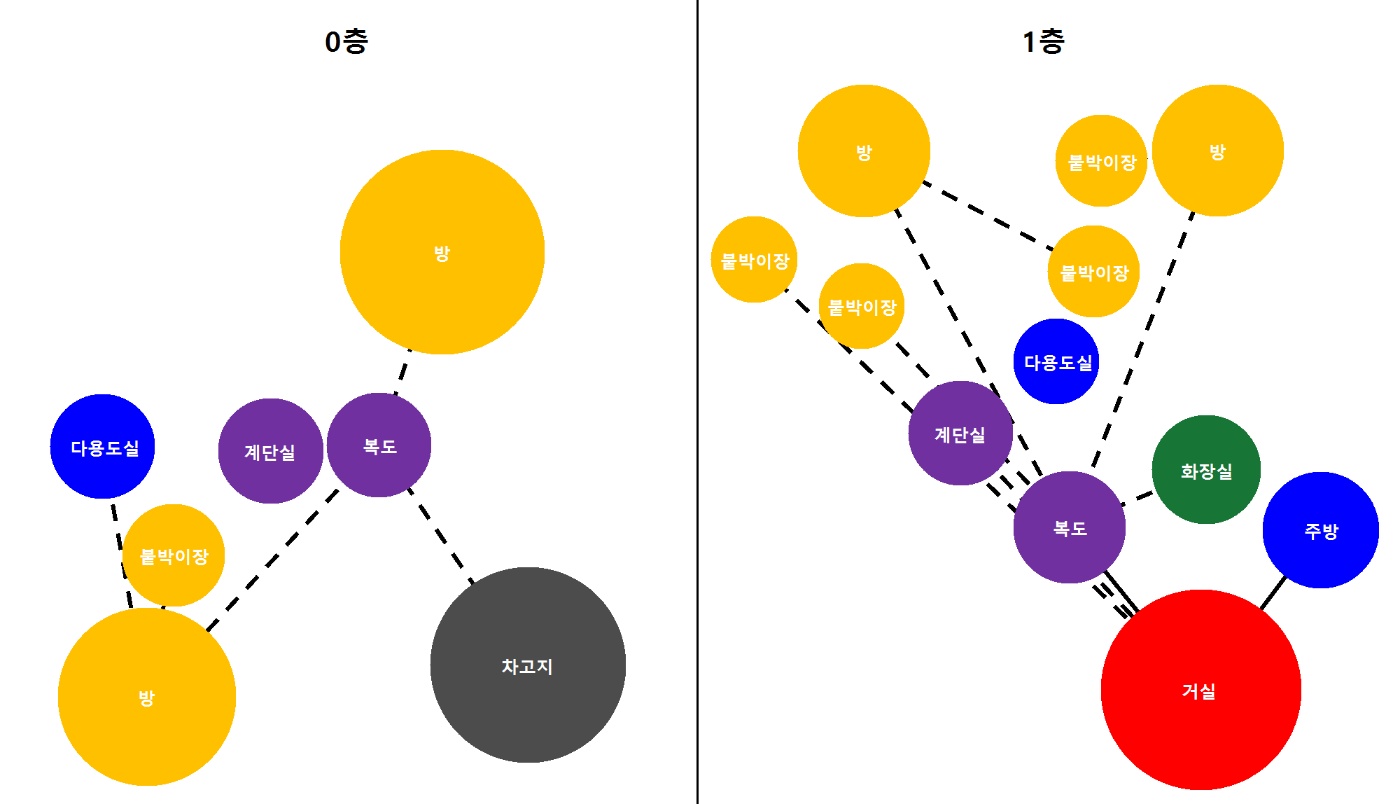 0층
방
다용도실
계단실
복도
붙박이장
방
차고지
1층
방
붙박이장
방
붙박이장
붙박이장
붙박이장
다용도실
계단실
화장실
복도
주방
거실